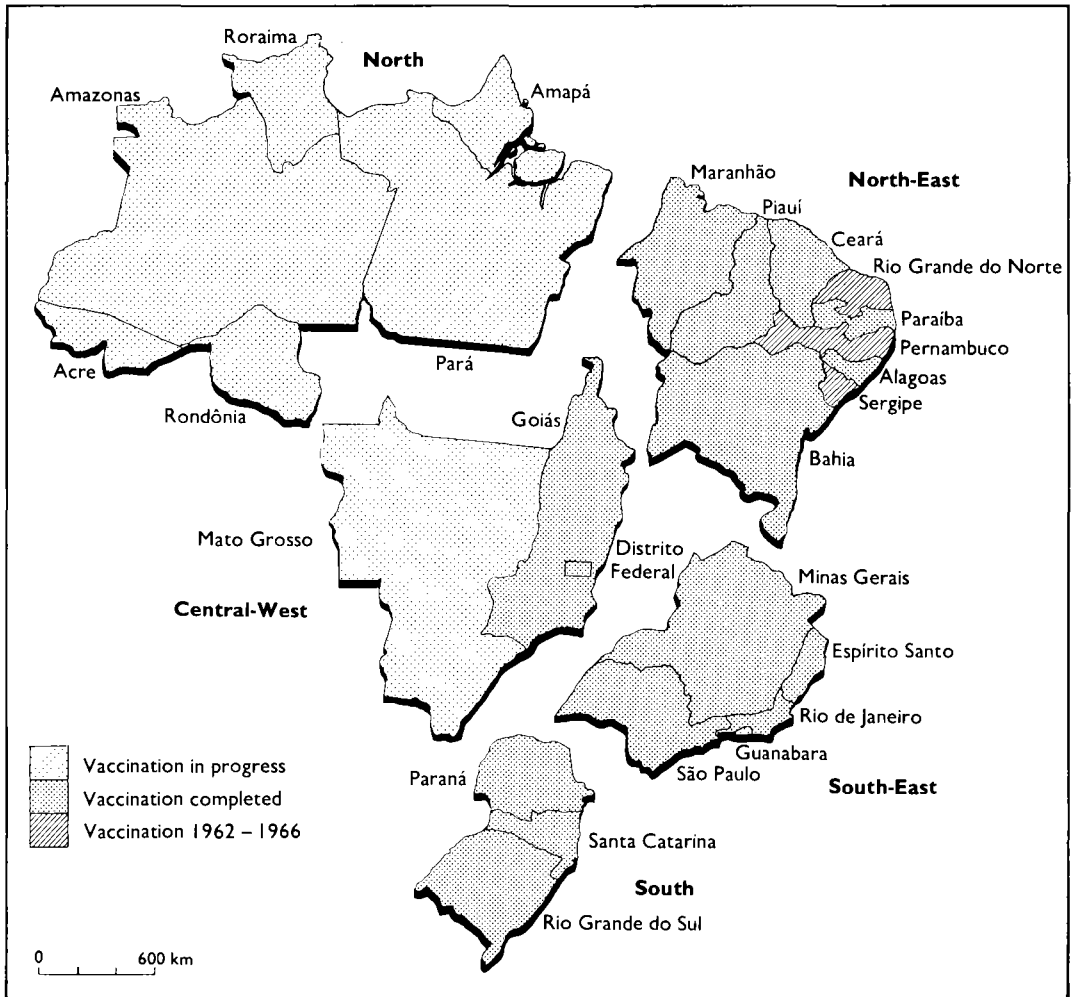 Roraima
North
Amazonas
Amapá
Maranhão
North-East
Piauí
Ceará
Rio Grande do Norte
Paraíba
Pernambuco
Pará
Acre
Alagoas
Rondônia
Sergipe
Goiás
Bahia
Mato Grosso
Distrito
Federal
Minas Gerais
Central-West
Espírito Santo
Rio de Janeiro
Guanabara
São Paulo
South-East
Vaccination in progress
Vaccination completed
Vaccination 1962 – 1966
Paraná
Santa Catarina
South
Rio Grande do Sul
0 600 km